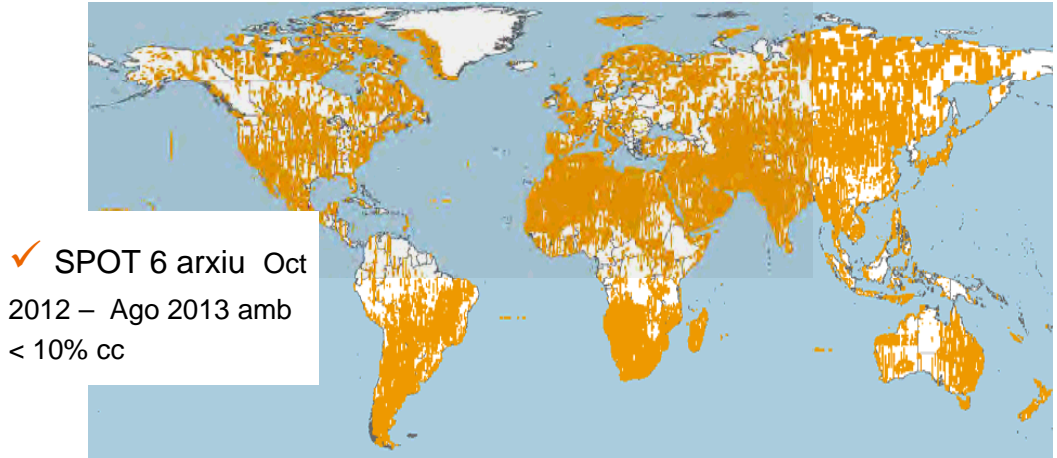 ✓ SPOT 6 arxiu Oct
2012 – Ago 2013 amb
< 10% cc